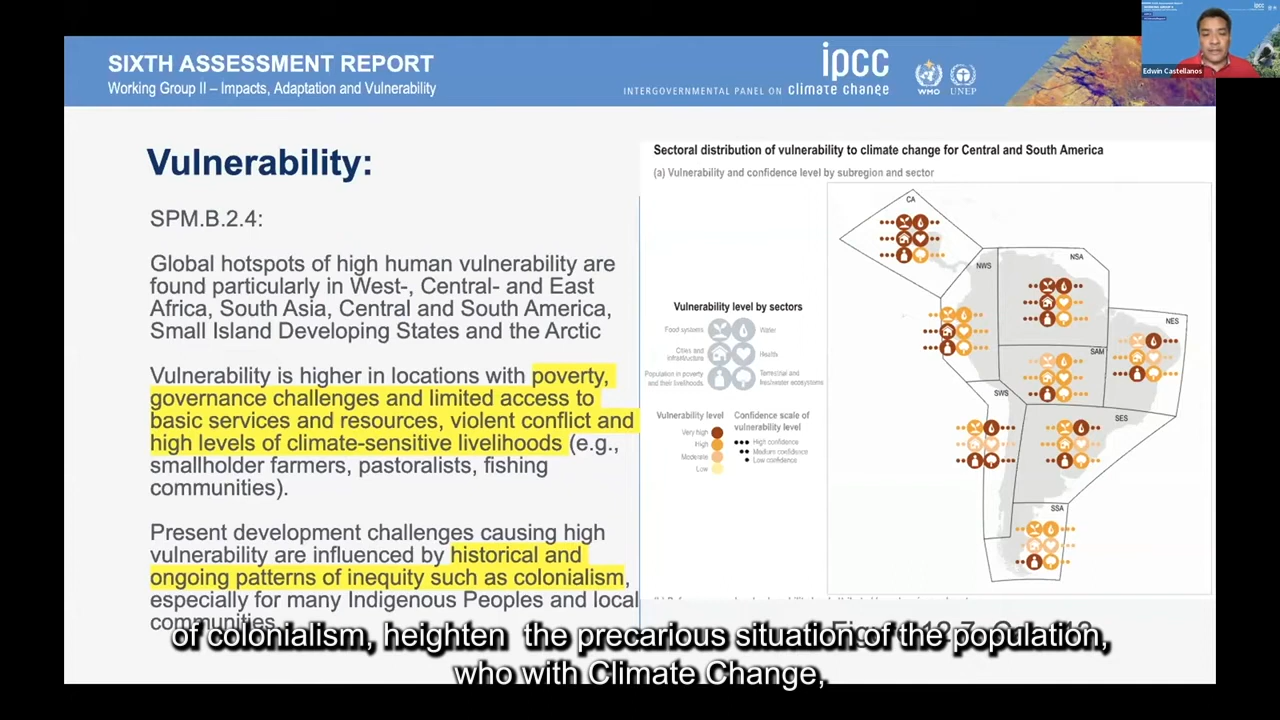 SIXTH ASSESSMENT REPORT
Working Group II – Impacts, Adaptation and Vulnerability
ipcc
INTERGOVERNMENTAL PANEL ON climate change
WMO
UNEP
ipcc
Edwin Castellanos
Vulnerability:
SPM.B.2.4:
Global hotspots of high human vulnerability are
found particularly in West-, Central- and East
Africa, South Asia, Central and South America,
Small Island Developing States and the Arctic
Vulnerability is higher in locations with poverty,
governance challenges and limited access to
basic services and resources, violent conflict and
high levels of climate-sensitive livelihoods (e.g.,
smallholder farmers, pastoralists, fishing
communities).
Present development challenges causing high
vulnerability are influenced by historical and
ongoing patterns of inequity such as colonialism,
especially for many Indigenous Peoples and local
communities
Sectoral distribution of vulnerability to climate change for Central and South America
(a) Vulnerability and confidence level by subregion and sector
Vulnerability level by sectors
Food systems
Water
Cities and
infrastructure
Health
Population in poverty
and their livelihoods
Terrestrial and
freshwater ecosystems
Vulnerability level
Very high
High
Moderate
Low
Confidence scale of
vulnerability level
High confidence
Medium confidence
Low confidence
CA
NWS
NSA
NES
SAM
SWS
SES
SSA
of colonialism, heighten the precarious situation of the population,
who with Climate Change,